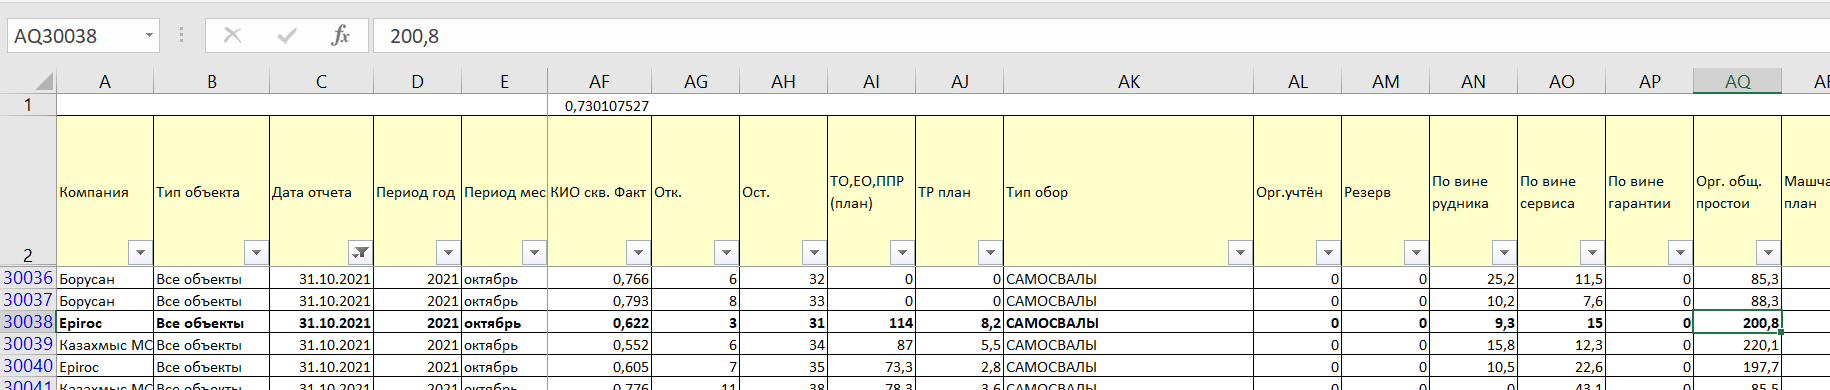 AQ30038 fx 200,8
A B C D E AF AG AH AI AJ AK AL AM AN AO AP AQ
1 0,730107527
2 Компания Тип объекта Дата отчета Период год Период мес КИО скв. Факт Отк. Ост. ТО,ЕО,ППР (план) ТР план Тип обор Орг.учтён Резерв По вине рудника По вине сервиса По вине гарантии Орг. общ. простои Машча план
30036 Борусан Все объекты 31.10.2021 2021 октябрь 0,766 6 32 0 0 САМОСВАЛЫ 0 0 25,2 11,5 0 85,3
30037 Борусан Все объекты 31.10.2021 2021 октябрь 0,793 8 33 0 0 САМОСВАЛЫ 0 0 10,2 7,6 0 88,3
30038 Epiroc Все объекты 31.10.2021 2021 октябрь 0,622 3 31 114 8,2 САМОСВАЛЫ 0 0 9,3 15 0 200,8
30039 Казахмыс МС Все объекты 31.10.2021 2021 октябрь 0,552 6 34 87 5,5 САМОСВАЛЫ 0 0 15,8 12,3 0 220,1
30040 Epiroc Все объекты 31.10.2021 2021 октябрь 0,605 7 35 73,3 2,8 САМОСВАЛЫ 0 0 10,5 22,6 0 197,7
30041 Казахмыс МС Все объекты 31.10.2021 2021 октябрь 0,776 11 38 78,3 3,6 САМОСВАЛЫ 0 0 0 43,1 0 85,5